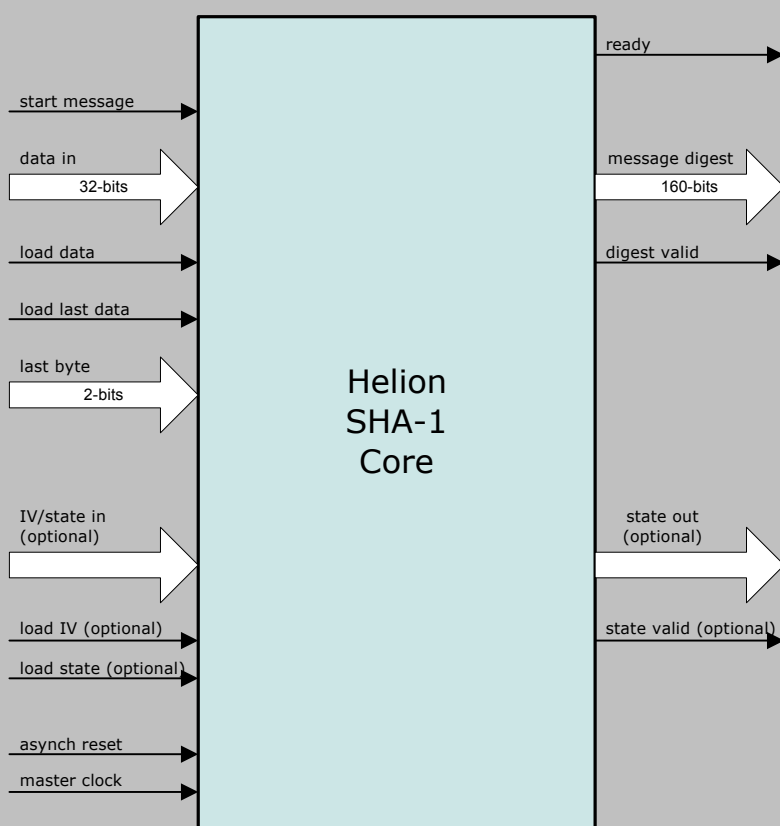 ready
start message
data in
32-bits
message digest
160-bits
load data
digest valid
load last data
last byte
2-bits
Helion
SHA-1
Core
IV/state in
(optional)
state out
(optional)
load IV (optional)
state valid (optional)
load state (optional)
asynch reset
master clock